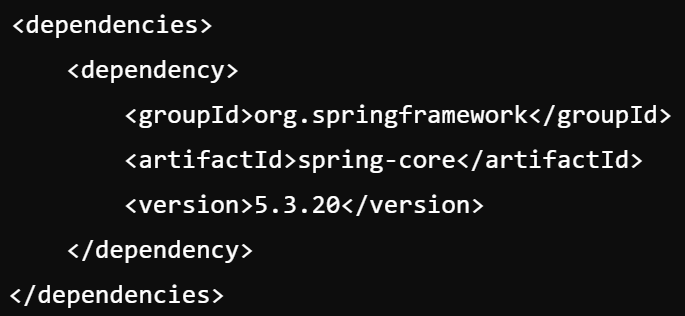 <dependencies>
    <dependency>
        <groupId>org.springframework</groupId>
        <artifactId>spring-core</artifactId>
        <version>5.3.20</version>
    </dependency>
</dependencies>